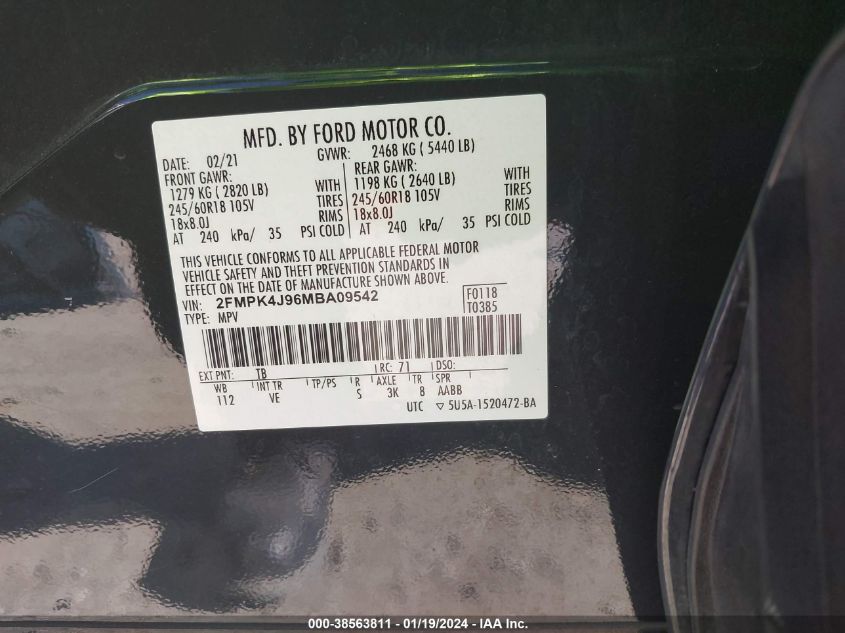 MFD. BY FORD MOTOR CO.
DATE: 02/21 GVWR: 2468 KG ( 5440 LB)
FRONT GAWR: REAR GAWR:
1279 KG ( 2820 LB) WITH 1198 KG ( 2640 LB) WITH
245/60R18 105V TIRES 245/60R18 105V TIRES
18x8.0J RIMS 18x8.0J RIMS
AT 240 kPa/ 35 PSI COLD AT 240 kPa/ 35 PSI COLD
THIS VEHICLE CONFORMS TO ALL APPLICABLE FEDERAL MOTOR
VEHICLE SAFETY AND THEFT PREVENTION STANDARDS IN
EFFECT ON THE DATE OF MANUFACTURE SHOWN ABOVE.
VIN: 2FMPK4J96MBA09542 F0118
TYPE: MPV T0385
EXT PNT: TB RC: 71 DSO:
WB INT TR TP/PS R AXLE TR SPR
112 VE S 3K 8 AABB
UTC ▽ 5U5A-1520472-BA
000-38563811 - 01/19/2024 - IAA Inc.